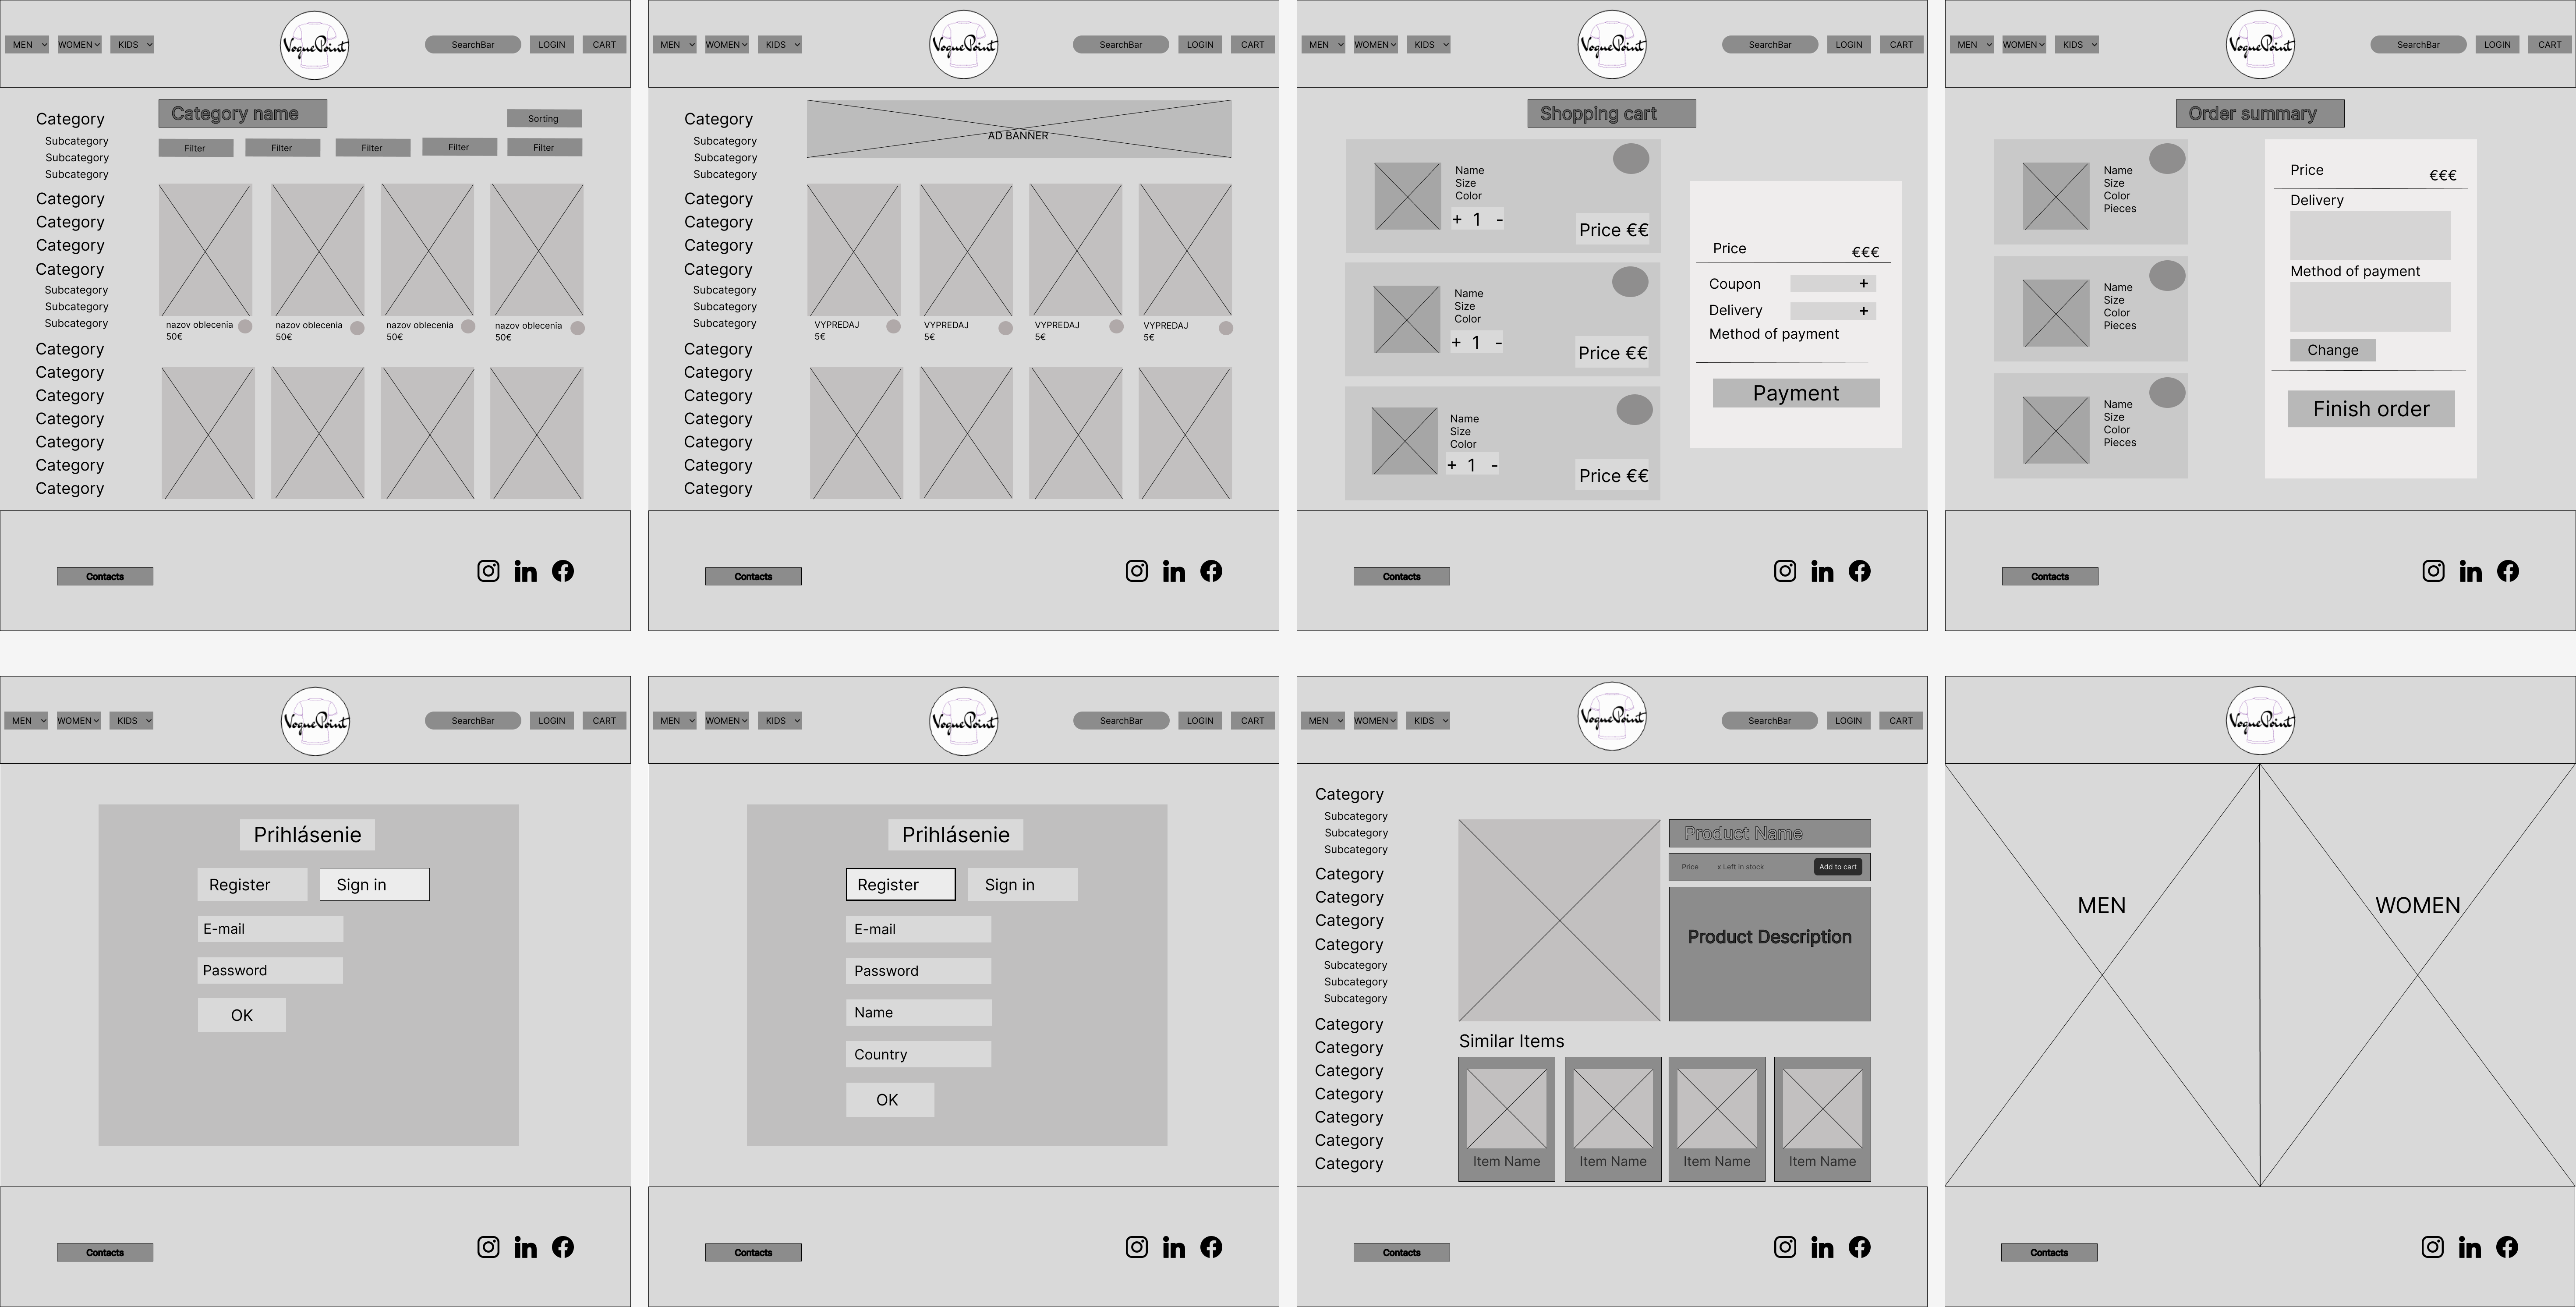 MEN
WOMEN
KIDS
VoguePoint
SearchBar
LOGIN
CART
Category name
Sorting
Filter
Filter
Filter
Filter
Filter
Category
Subcategory
Subcategory
Subcategory
Category
Category
Category
Category
Subcategory
Subcategory
Subcategory
Category
Category
Category
Category
Category
Category
Category
nazov oblecenia
50€
nazov oblecenia
50€
nazov oblecenia
50€
nazov oblecenia
50€
Contacts
MEN
WOMEN
KIDS
VoguePoint
SearchBar
LOGIN
CART
AD BANNER
Category
Subcategory
Subcategory
Subcategory
Category
Category
Category
Category
Subcategory
Subcategory
Subcategory
Category
Category
Category
Category
Category
Category
Category
VYPREDAJ
5€
VYPREDAJ
5€
VYPREDAJ
5€
VYPREDAJ
5€
Contacts
MEN
WOMEN
KIDS
VoguePoint
SearchBar
LOGIN
CART
Shopping cart
Name
Size
Color
+ 1 -
Price €€
Name
Size
Color
+ 1 -
Price €€
Name
Size
Color
+ 1 -
Price €€
Price €€€
Coupon +
Delivery +
Method of payment
Payment
Contacts
MEN
WOMEN
KIDS
VoguePoint
SearchBar
LOGIN
CART
Order summary
Name
Size
Color
Pieces
Name
Size
Color
Pieces
Name
Size
Color
Pieces
Price €€€
Delivery
Method of payment
Change
Finish order
Contacts
MEN
WOMEN
KIDS
VoguePoint
SearchBar
LOGIN
CART
Prihlásenie
Register
Sign in
E-mail
Password
OK
Contacts
MEN
WOMEN
KIDS
VoguePoint
SearchBar
LOGIN
CART
Prihlásenie
Register
Sign in
E-mail
Password
Name
Country
OK
Contacts
MEN
WOMEN
KIDS
VoguePoint
SearchBar
LOGIN
CART
Category
Subcategory
Subcategory
Subcategory
Category
Category
Category
Category
Subcategory
Subcategory
Subcategory
Category
Category
Category
Category
Category
Category
Category
Product Name
Price
x Left in stock
Add to cart
Product Description
Similar Items
Item Name
Item Name
Item Name
Item Name
Contacts
VoguePoint
MEN
WOMEN
Contacts